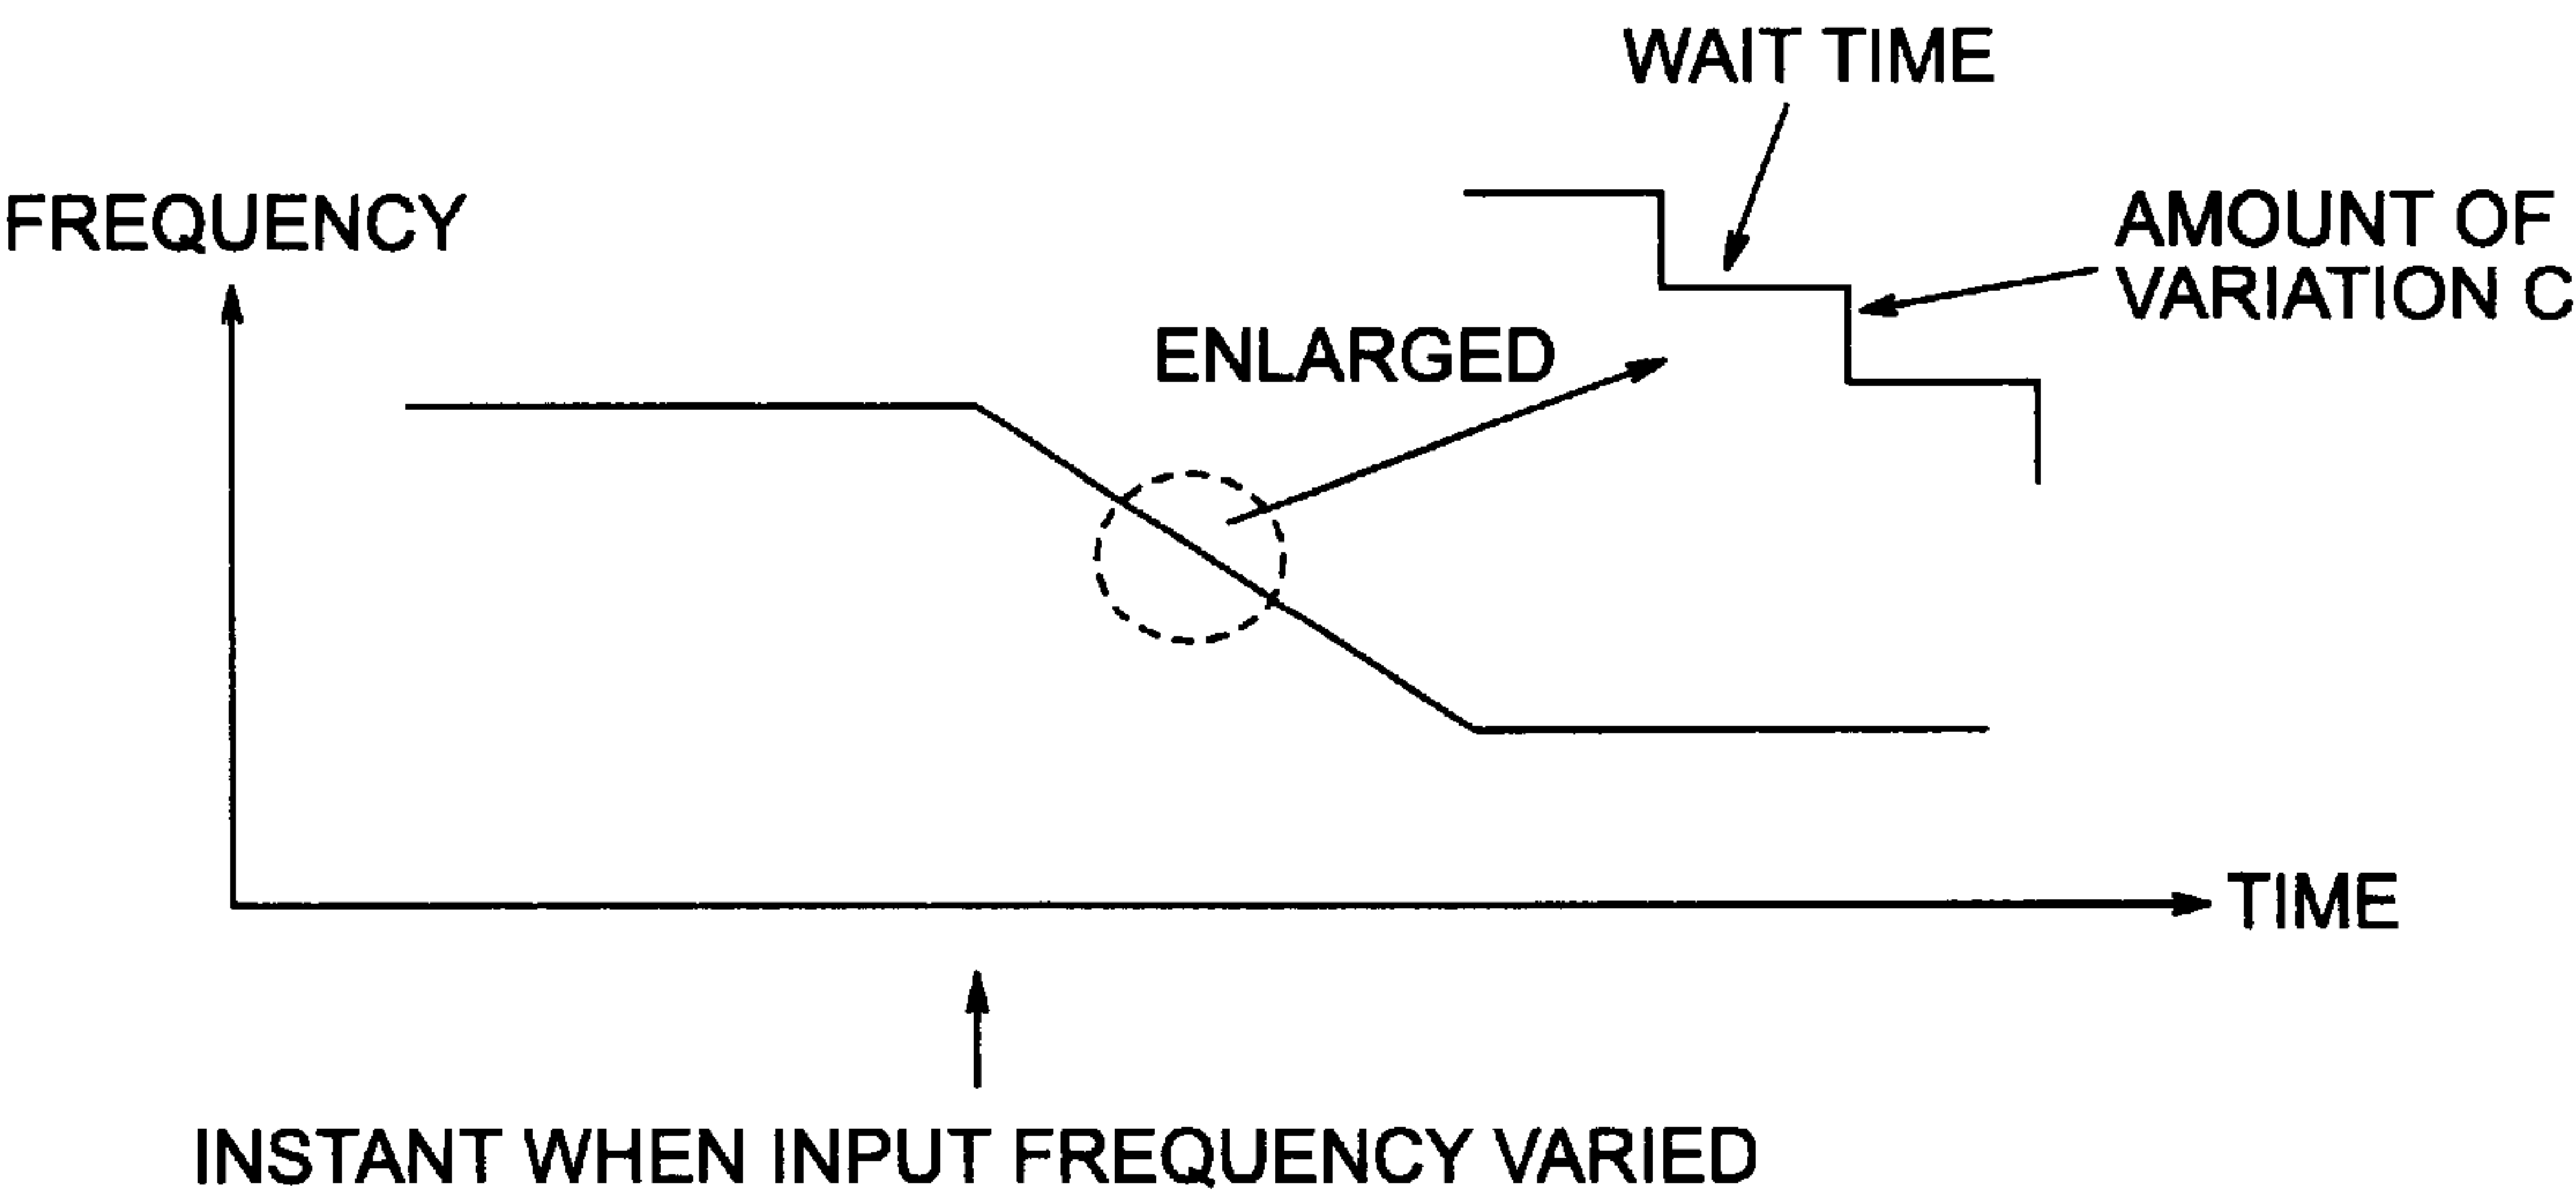 WAIT TIME
FREQUENCY
AMOUNT OF
VARIATION C
ENLARGED
TIME
INSTANT WHEN INPUT FREQUENCY VARIED